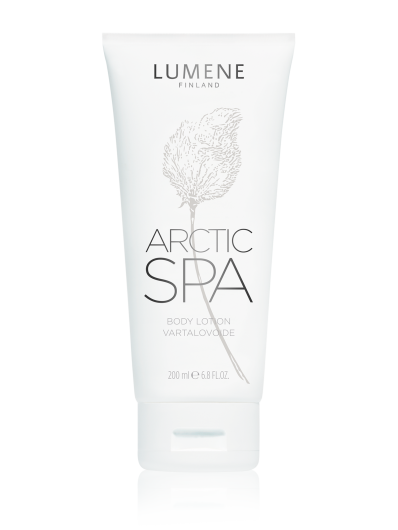 LUMENE
FINLAND
ARCTIC
SPA
BODY LOTION
VARTALOVOIDE
200 ml ℮ 6.8 FL.OZ.